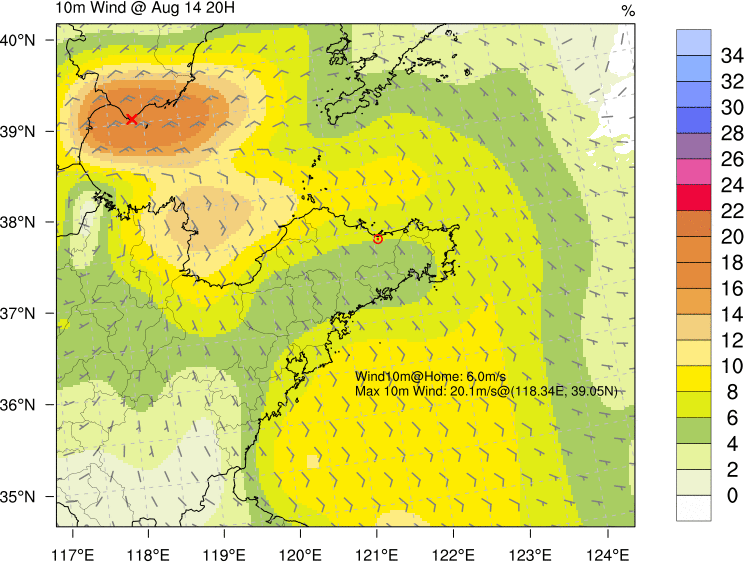 10m Wind @ Aug 14 20H
%
40°N
39°N
38°N
37°N
36°N
35°N
Wind10m@Home: 6.0m/s
Max 10m Wind: 20.1m/s@(118.34E, 39.05N)
117°E 118°E 119°E 120°E 121°E 122°E 123°E 124°E
34
32
30
28
26
24
22
20
18
16
14
12
10
8
6
4
2
0